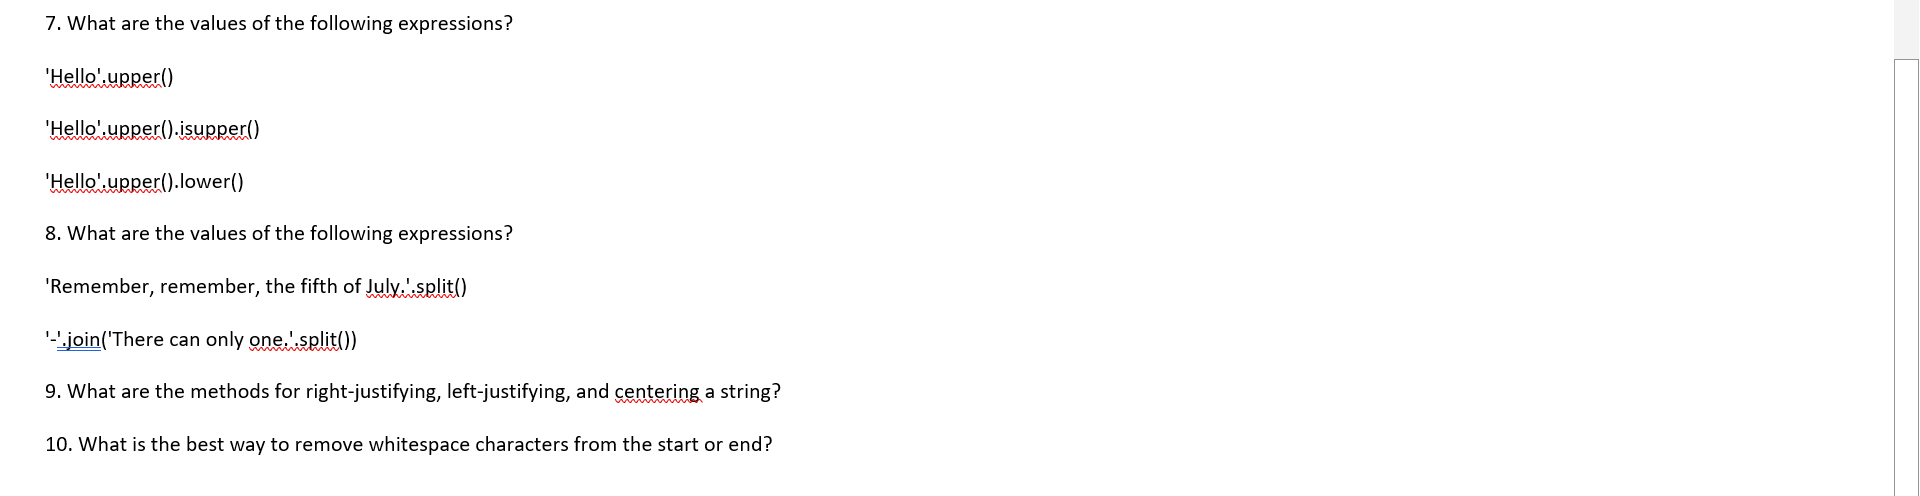 7. What are the values of the following expressions?
'Hello'.upper()
'Hello'.upper().isupper()
'Hello'.upper().lower()
8. What are the values of the following expressions?
'Remember, remember, the fifth of July.'.split()
'-'.join('There can only one.'.split())
9. What are the methods for right-justifying, left-justifying, and centering a string?
10. What is the best way to remove whitespace characters from the start or end?